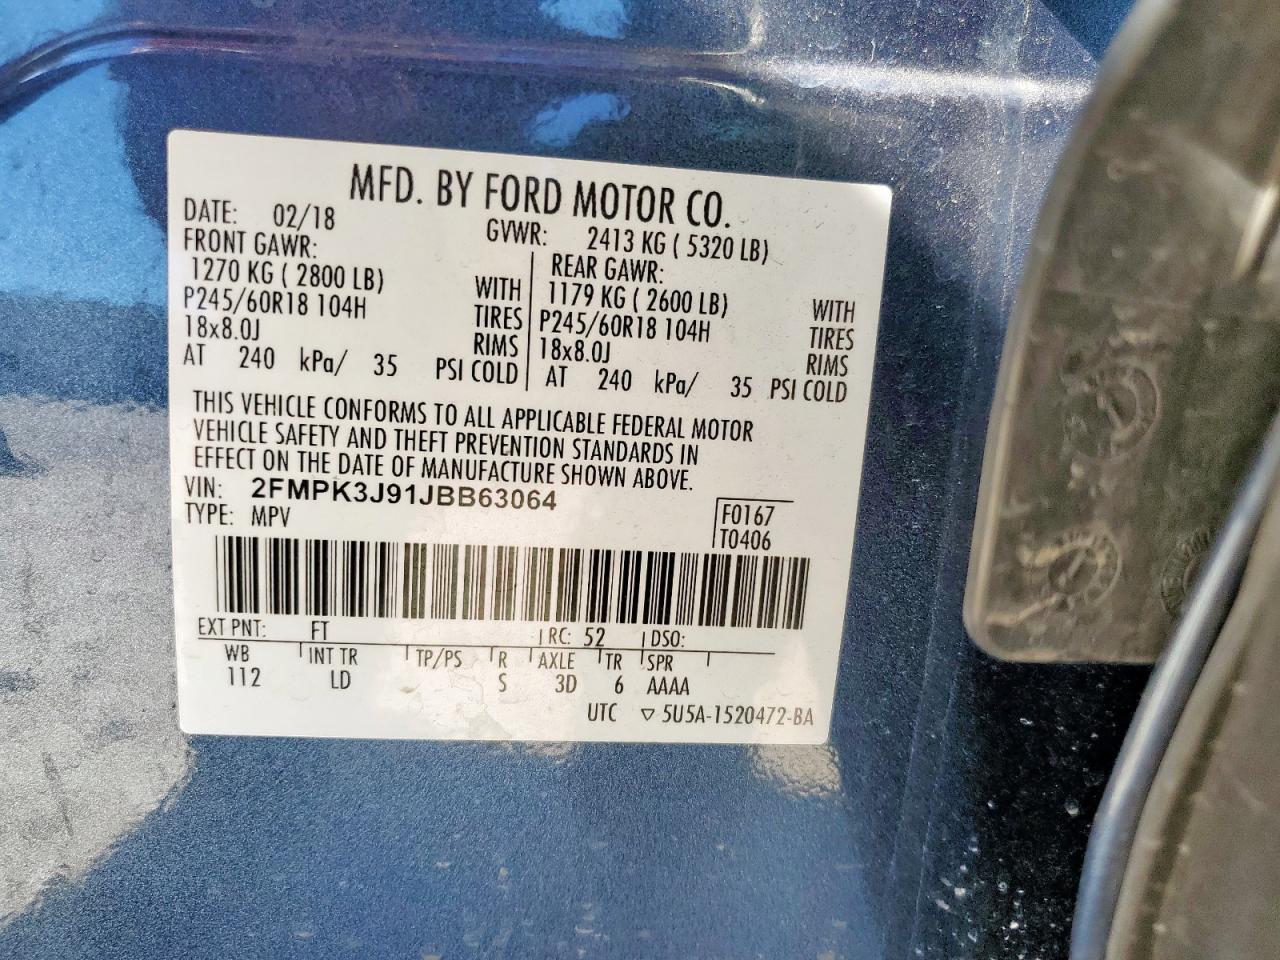 MFD. BY FORD MOTOR CO.
DATE: 02/18 GVWR: 2413 KG ( 5320 LB)
FRONT GAWR: REAR GAWR:
1270 KG ( 2800 LB) WITH 1179 KG ( 2600 LB) WITH
P245/60R18 104H TIRES P245/60R18 104H TIRES
18x8.0J RIMS 18x8.0J RIMS
AT 240 kPa/ 35 PSI COLD AT 240 kPa/ 35 PSI COLD
THIS VEHICLE CONFORMS TO ALL APPLICABLE FEDERAL MOTOR
VEHICLE SAFETY AND THEFT PREVENTION STANDARDS IN
EFFECT ON THE DATE OF MANUFACTURE SHOWN ABOVE.
VIN: 2FMPK3J91JBB63064
TYPE: MPV
F0167
T0406
EXT PNT: FT RC: 52 DSO:
WB INT TR TP/PS R AXLE TR SPR
112 LD S 3D 6 AAAA
UTC ▽ 5U5A-1520472-BA